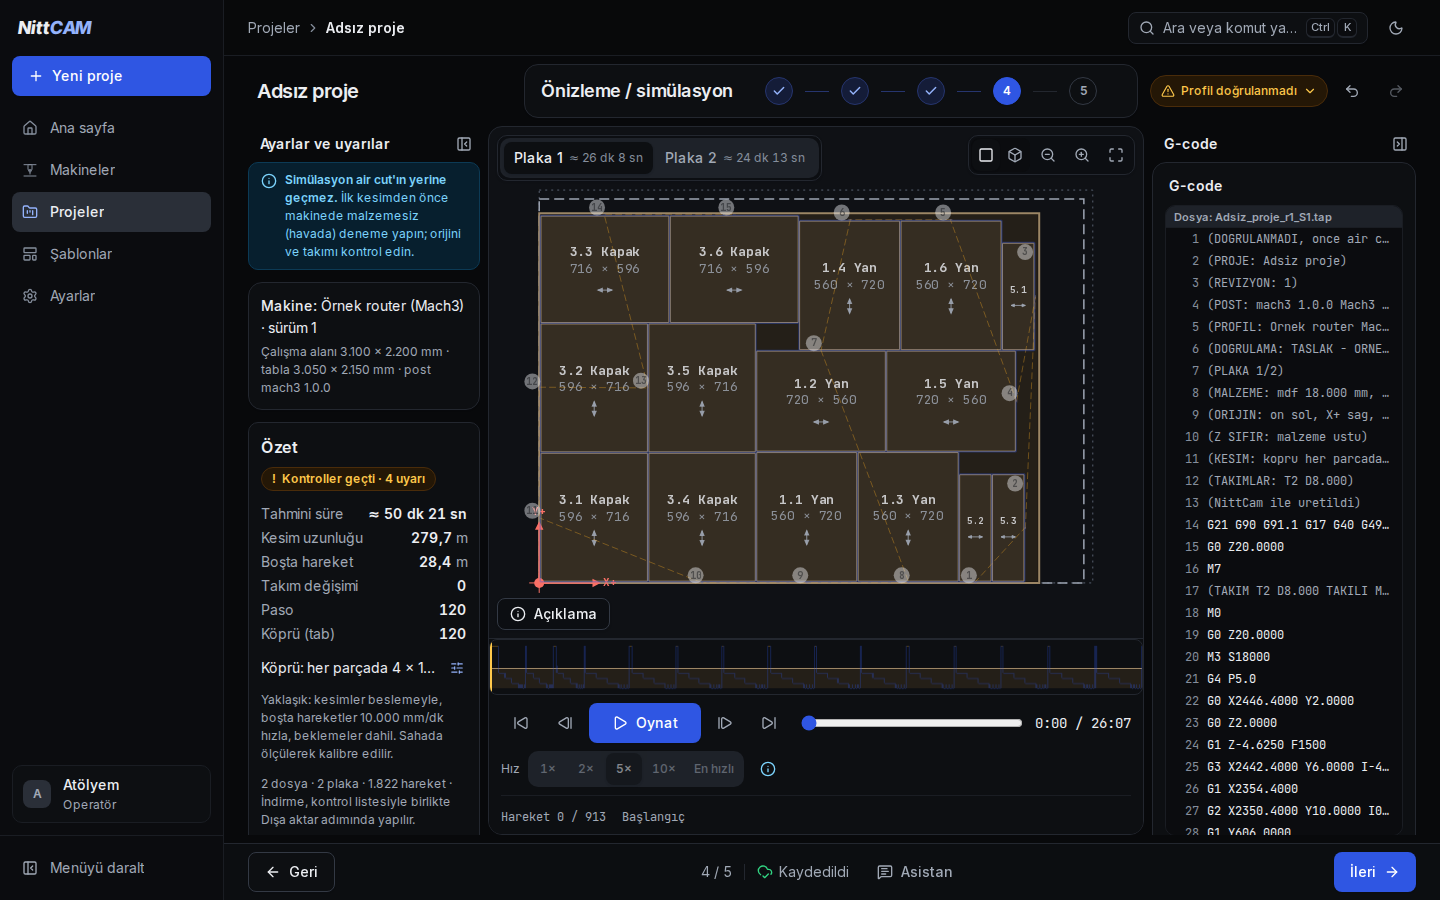 NittCAM
Yeni proje
Ana sayfa
Makineler
Projeler
Şablonlar
Ayarlar
A
Atölyem
Operatör
Menüyü daralt
Projeler
Adsız proje
Ara veya komut ya…
Ctrl
K
Adsız proje
Önizleme / simülasyon
4
5
Profil doğrulanmadı
Ayarlar ve uyarılar
Simülasyon air cut'ın yerine
geçmez. İlk kesimden önce
makinede malzemesiz
(havada) deneme yapın; orijini
ve takımı kontrol edin.
Makine: Örnek router (Mach3)
· sürüm 1
Çalışma alanı 3.100 × 2.200 mm ·
tabla 3.050 × 2.150 mm · post
mach3 1.0.0
Özet
! Kontroller geçti · 4 uyarı
Tahmini süre ≈ 50 dk 21 sn
Kesim uzunluğu 279,7 m
Boşta hareket 28,4 m
Takım değişimi 0
Paso 120
Köprü (tab) 120
Köprü: her parçada 4 × 1…
Yaklaşık: kesimler beslemeyle,
boşta hareketler 10.000 mm/dk
hızla, beklemeler dahil. Sahada
ölçülerek kalibre edilir.
2 dosya · 2 plaka · 1.822 hareket ·
İndirme, kontrol listesiyle birlikte
Dışa aktar adımında yapılır.
Plaka 1 ≈ 26 dk 8 sn
Plaka 2 ≈ 24 dk 13 sn
14
15
6
5
3
3.3 Kapak
716 × 596
3.6 Kapak
716 × 596
1.4 Yan
560 × 720
1.6 Yan
560 × 720
5.1
7
12
13
4
3.2 Kapak
596 × 716
3.5 Kapak
596 × 716
1.2 Yan
720 × 560
1.5 Yan
720 × 560
2
3.1 Kapak
596 × 716
3.4 Kapak
596 × 716
1.1 Yan
560 × 720
1.3 Yan
560 × 720
5.2
5.3
X+
10
9
8
1
Açıklama
Oynat
0:00 / 26:07
Hız
1×
2×
5×
10×
En hızlı
Hareket 0 / 913 Başlangıç
G-code
G-code
Dosya: Adsiz_proje_r1_S1.tap
1 (DOGRULANMADI, once air c…
2 (PROJE: Adsiz proje)
3 (REVIZYON: 1)
4 (POST: mach3 1.0.0 Mach3 …
5 (PROFIL: Ornek router Mac…
6 (DOGRULAMA: TASLAK - ORNE…
7 (PLAKA 1/2)
8 (MALZEME: mdf 18.000 mm, …
9 (ORIJIN: on sol, X+ sag, …
10 (Z SIFIR: malzeme ustu)
11 (KESIM: kopru her parcada…
12 (TAKIMLAR: T2 D8.000)
13 (NittCam ile uretildi)
14 G21 G90 G91.1 G17 G40 G49…
15 G0 Z20.0000
16 M7
17 (TAKIM T2 D8.000 TAKILI M…
18 M0
19 G0 Z20.0000
20 M3 S18000
21 G4 P5.0
22 G0 X2446.4000 Y2.0000
23 G0 Z2.0000
24 G1 Z-4.6250 F1500
25 G3 X2442.4000 Y6.0000 I-4…
26 G1 X2354.4000
27 G2 X2350.4000 Y10.0000 I0…
28 G1 Y606.0000
Geri
4 / 5
Kaydedildi
Asistan
İleri